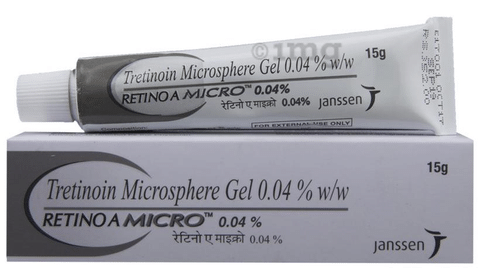 1mg
Tretinoin Microsphere Gel 0.04 % w/w
15g
RETINO A MICRO™ 0.04%
रेटिनो ए माइक्रो 0.04%
janssen
FOR EXTERNAL USE ONLY
Tretinoin Microsphere Gel 0.04 % w/w
15g
RETINO A MICRO™ 0.04 %
रेटिनो ए माइक्रो 0.04 %
janssen